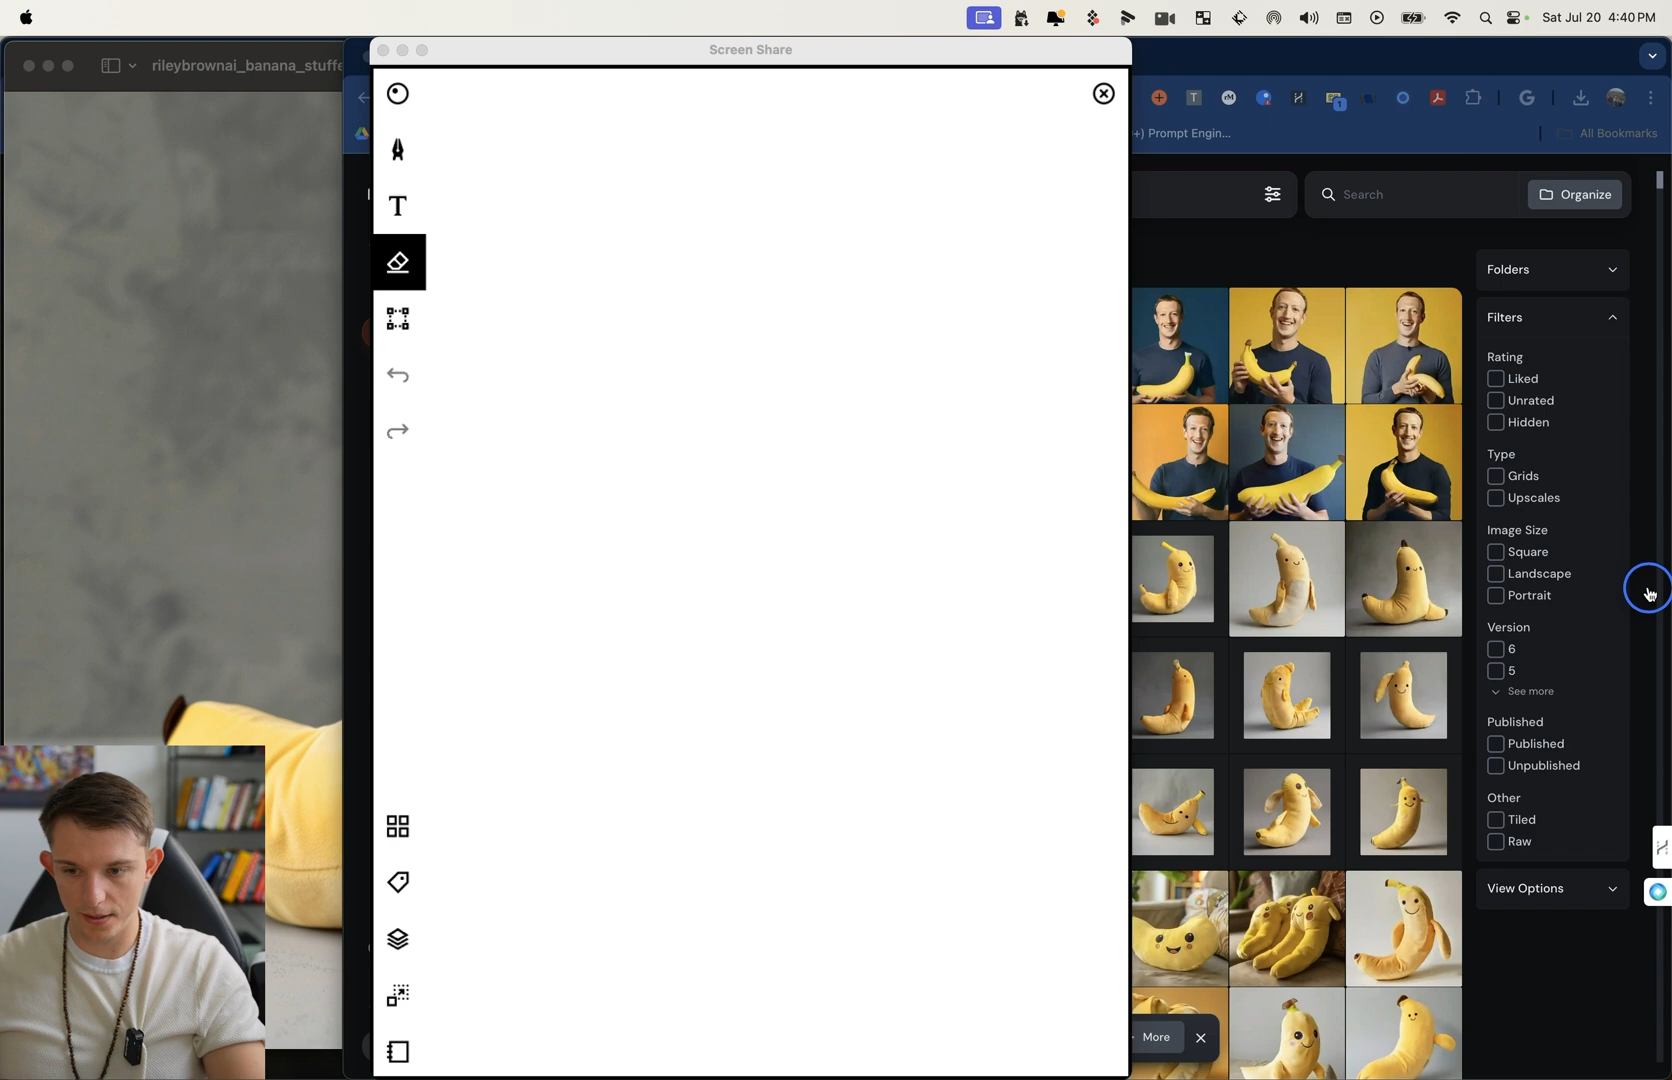 Sat Jul 20 4:40 PM
rileybrownai_banana_stuffe
Screen Share
T
1
+) Prompt Engin...
All Bookmarks
Search
Organize
T
Folders
Filters
Rating
Liked
Unrated
Hidden
Type
Grids
Upscales
Image Size
Square
Landscape
Portrait
Version
6
5
See more
Published
Published
Unpublished
Other
Tiled
Raw
View Options
More